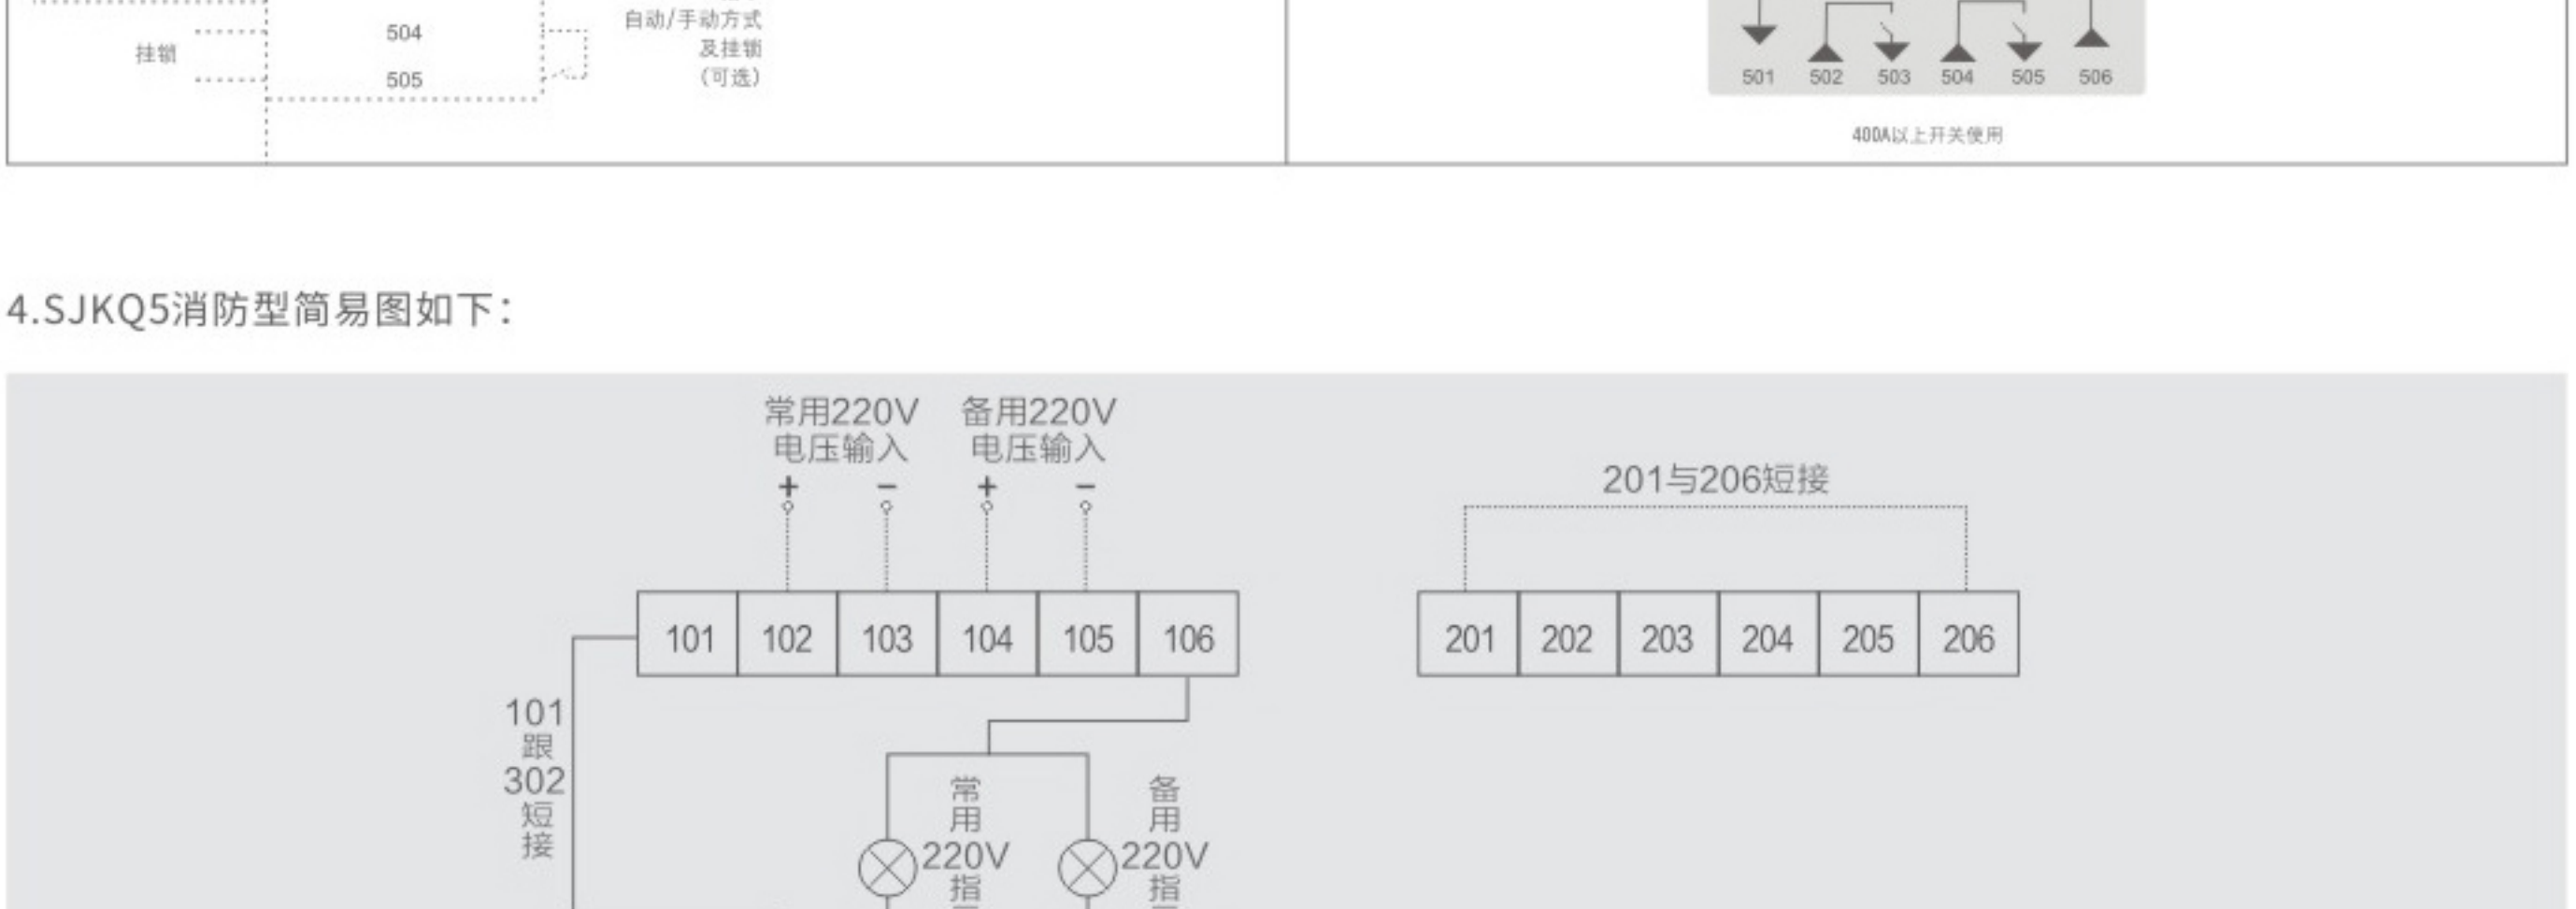 自动/手动方式
504
挂锁
及挂锁
505
(可选)
501 502 503 504 505 506
400A以上开关使用
4.SJKQ5消防型简易图如下：
常用220V 备用220V
电压输入 电压输入
+ − + −
201与206短接
101 102 103 104 105 106
201 202 203 204 205 206
101
跟
302
短
接
常
用
220V
指
备
用
220V
指